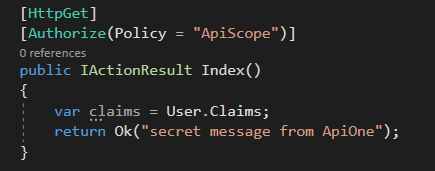 [HttpGet]
[Authorize(Policy = "ApiScope")]
0 references
public IActionResult Index()
{
    var claims = User.Claims;
    return Ok("secret message from ApiOne");
}